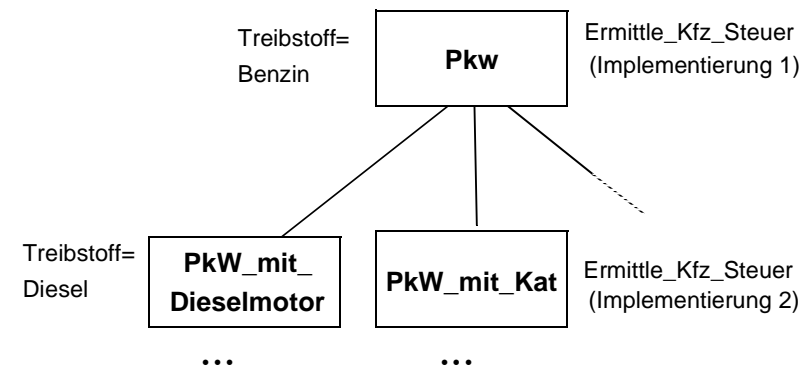 Treibstoff=
Benzin
Pkw
Ermittle_Kfz_Steuer
(Implementierung 1)
Treibstoff=
Diesel
PkW_mit_
Dieselmotor
PkW_mit_Kat
Ermittle_Kfz_Steuer
(Implementierung 2)
...
...